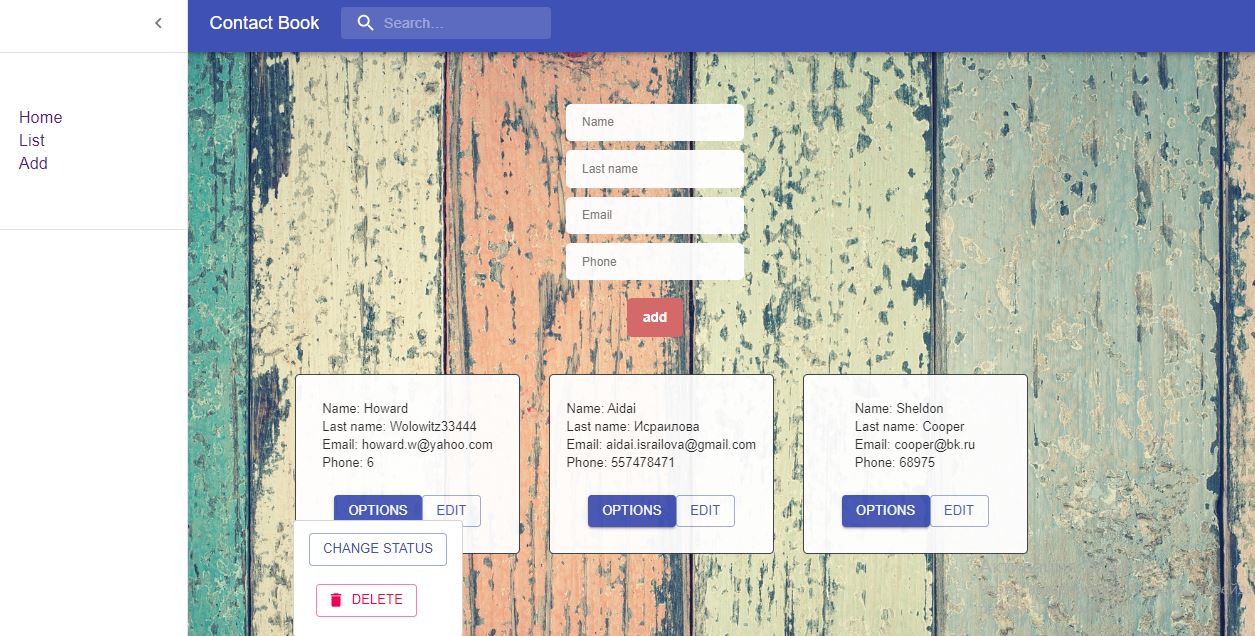 Contact Book
Search...
Home
List
Add
Name
Last name
Email
Phone
add
Name: Howard
Last name: Wolowitz33444
Email: howard.w@yahoo.com
Phone: 6
OPTIONS EDIT
CHANGE STATUS
DELETE
Name: Aidai
Last name: Исраилова
Email: aidai.israilova@gmail.com
Phone: 557478471
OPTIONS EDIT
Name: Sheldon
Last name: Cooper
Email: cooper@bk.ru
Phone: 68975
OPTIONS EDIT